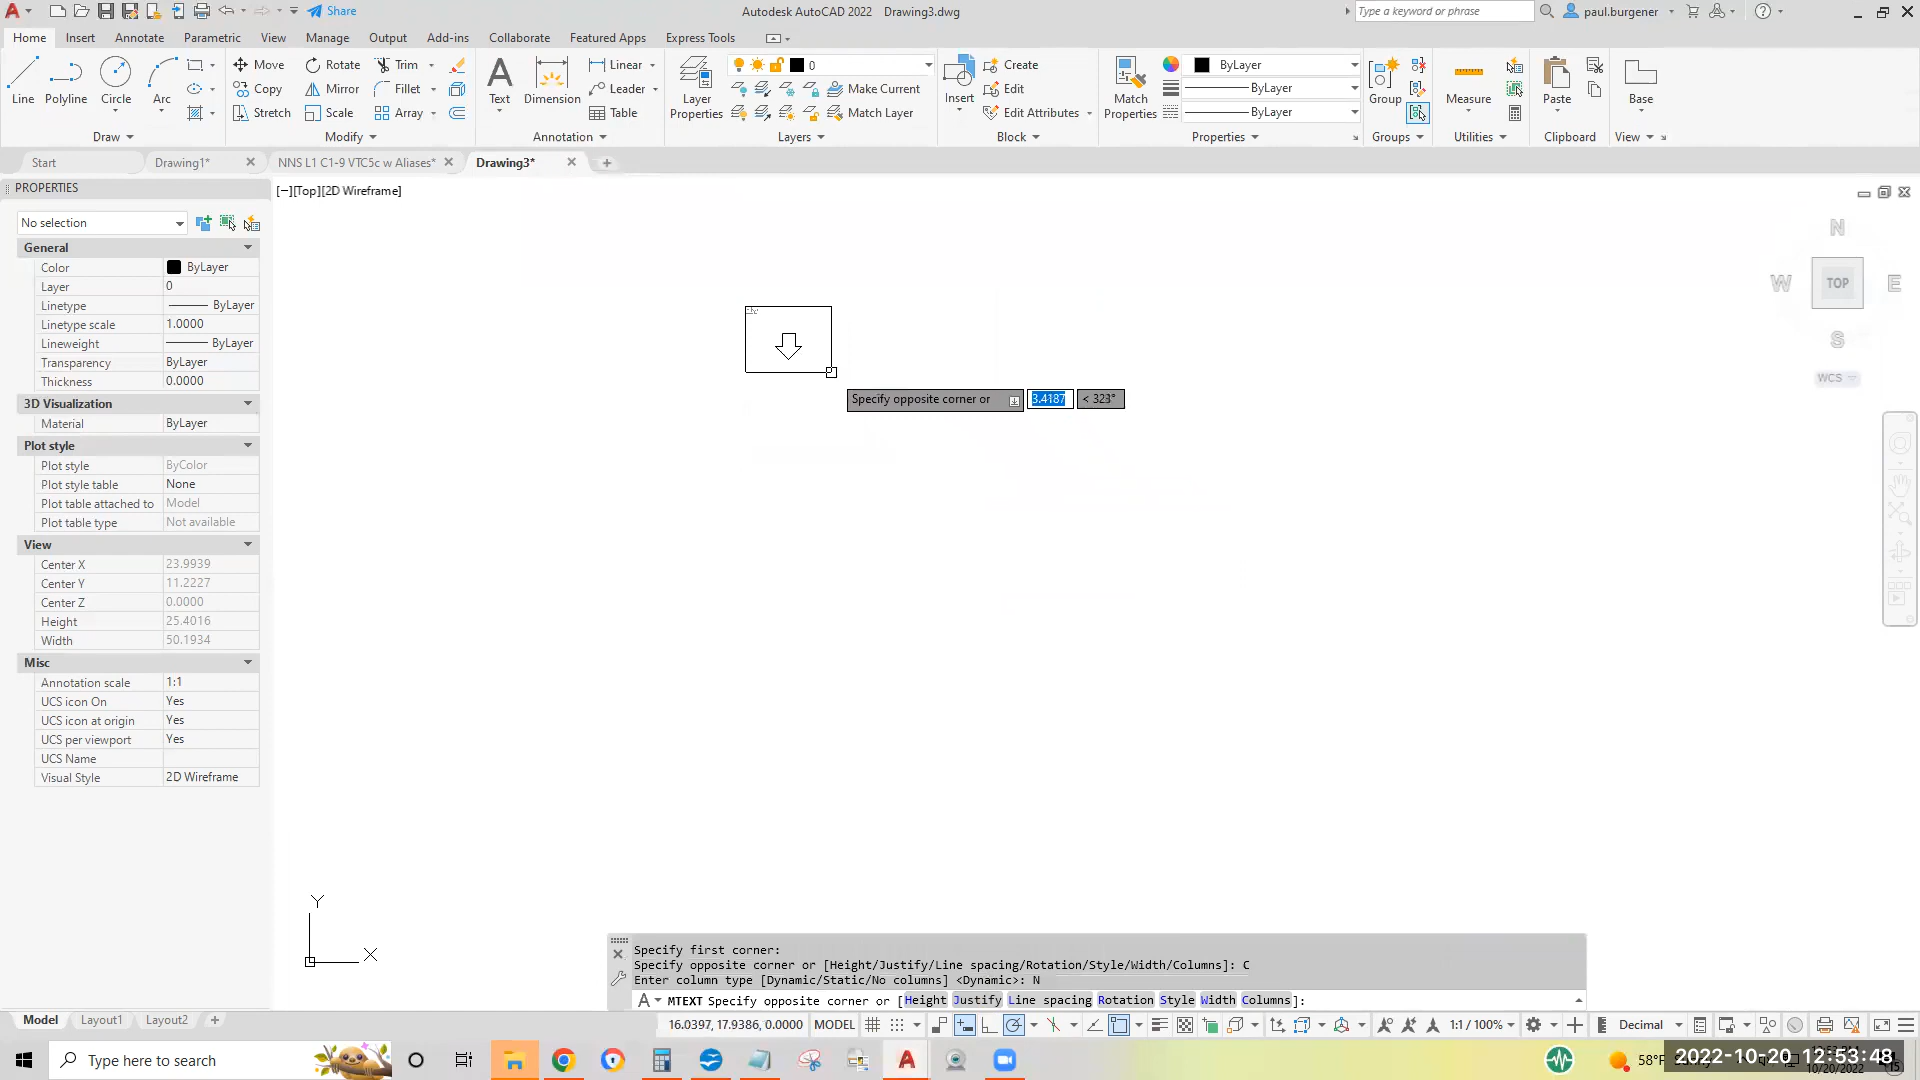 Share
Autodesk AutoCAD 2022 Drawing3.dwg
Type a keyword or phrase
paul.burgener
Home Insert Annotate Parametric View Manage Output Add-ins Collaborate Featured Apps Express Tools
Line Polyline Circle Arc
Move Rotate Trim
Copy Mirror Fillet
Stretch Scale Array
Text Dimension
Linear
Leader
Table
Layer Properties
0
Make Current
Match Layer
Insert
Create
Edit
Edit Attributes
Match Properties
ByLayer
ByLayer
ByLayer
Group Measure Paste Base
Draw Modify Annotation Layers Block Properties Groups Utilities Clipboard View
Start Drawing1* NNS L1 C1-9 VTC5c w Aliases* Drawing3*
PROPERTIES
[−][Top][2D Wireframe]
No selection
General
Color ByLayer
Layer 0
Linetype ByLayer
Linetype scale 1.0000
Lineweight ByLayer
Transparency ByLayer
Thickness 0.0000
3D Visualization
Material ByLayer
Plot style
Plot style ByColor
Plot style table None
Plot table attached to Model
Plot table type Not available
View
Center X 23.9939
Center Y 11.2227
Center Z 0.0000
Height 25.4016
Width 50.1934
Misc
Annotation scale 1:1
UCS icon On Yes
UCS icon at origin Yes
UCS per viewport Yes
UCS Name
Visual Style 2D Wireframe
N
W TOP E
S
WCS
Specify opposite corner or 3.4187 < 323°
Y
X
Specify first corner:
Specify opposite corner or [Height/Justify/Line spacing/Rotation/Style/Width/Columns]: C
Enter column type [Dynamic/Static/No columns] <Dynamic>: N
MTEXT Specify opposite corner or [Height Justify Line spacing Rotation Style Width Columns]:
Model Layout1 Layout2
16.0397, 17.9386, 0.0000 MODEL 1:1 / 100% Decimal
Type here to search
58°F
2022-10-20 12:53:48
10/20/2022